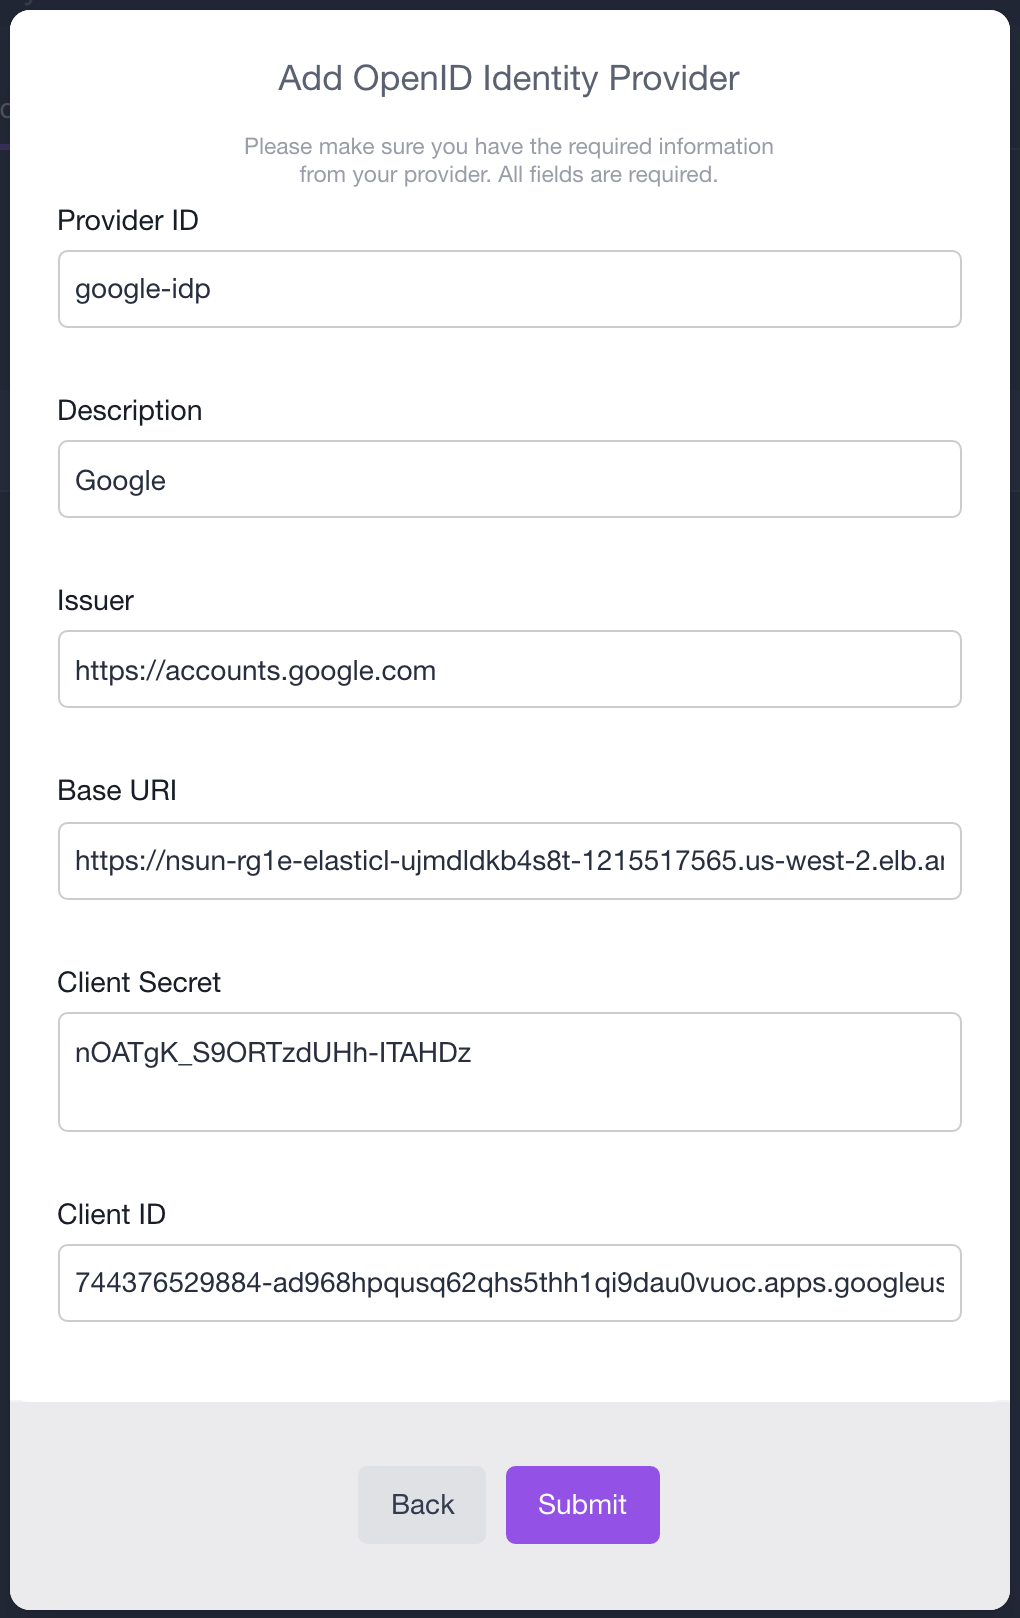 Add OpenID Identity Provider
Please make sure you have the required information
from your provider. All fields are required.
Provider ID
google-idp
Description
Google
Issuer
https://accounts.google.com
Base URI
https://nsun-rg1e-elasticl-ujmdldkb4s8t-1215517565.us-west-2.elb.a
Client Secret
nOATgK_S9ORTzdUHh-ITAHDz
Client ID
744376529884-ad968hpqusq62qhs5thh1qi9dau0vuoc.apps.googleus
Back
Submit